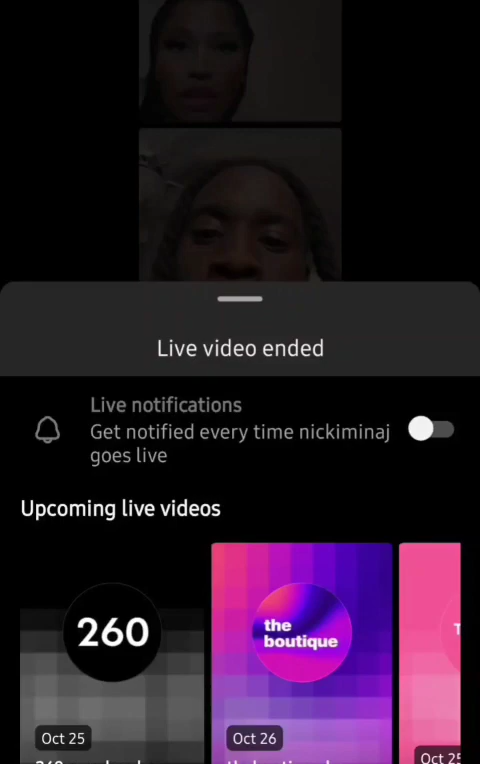 Live video ended
Live notifications
Get notified every time nickiminaj
goes live
Upcoming live videos
260
the
boutique
Oct 25
Oct 26
Oct 25